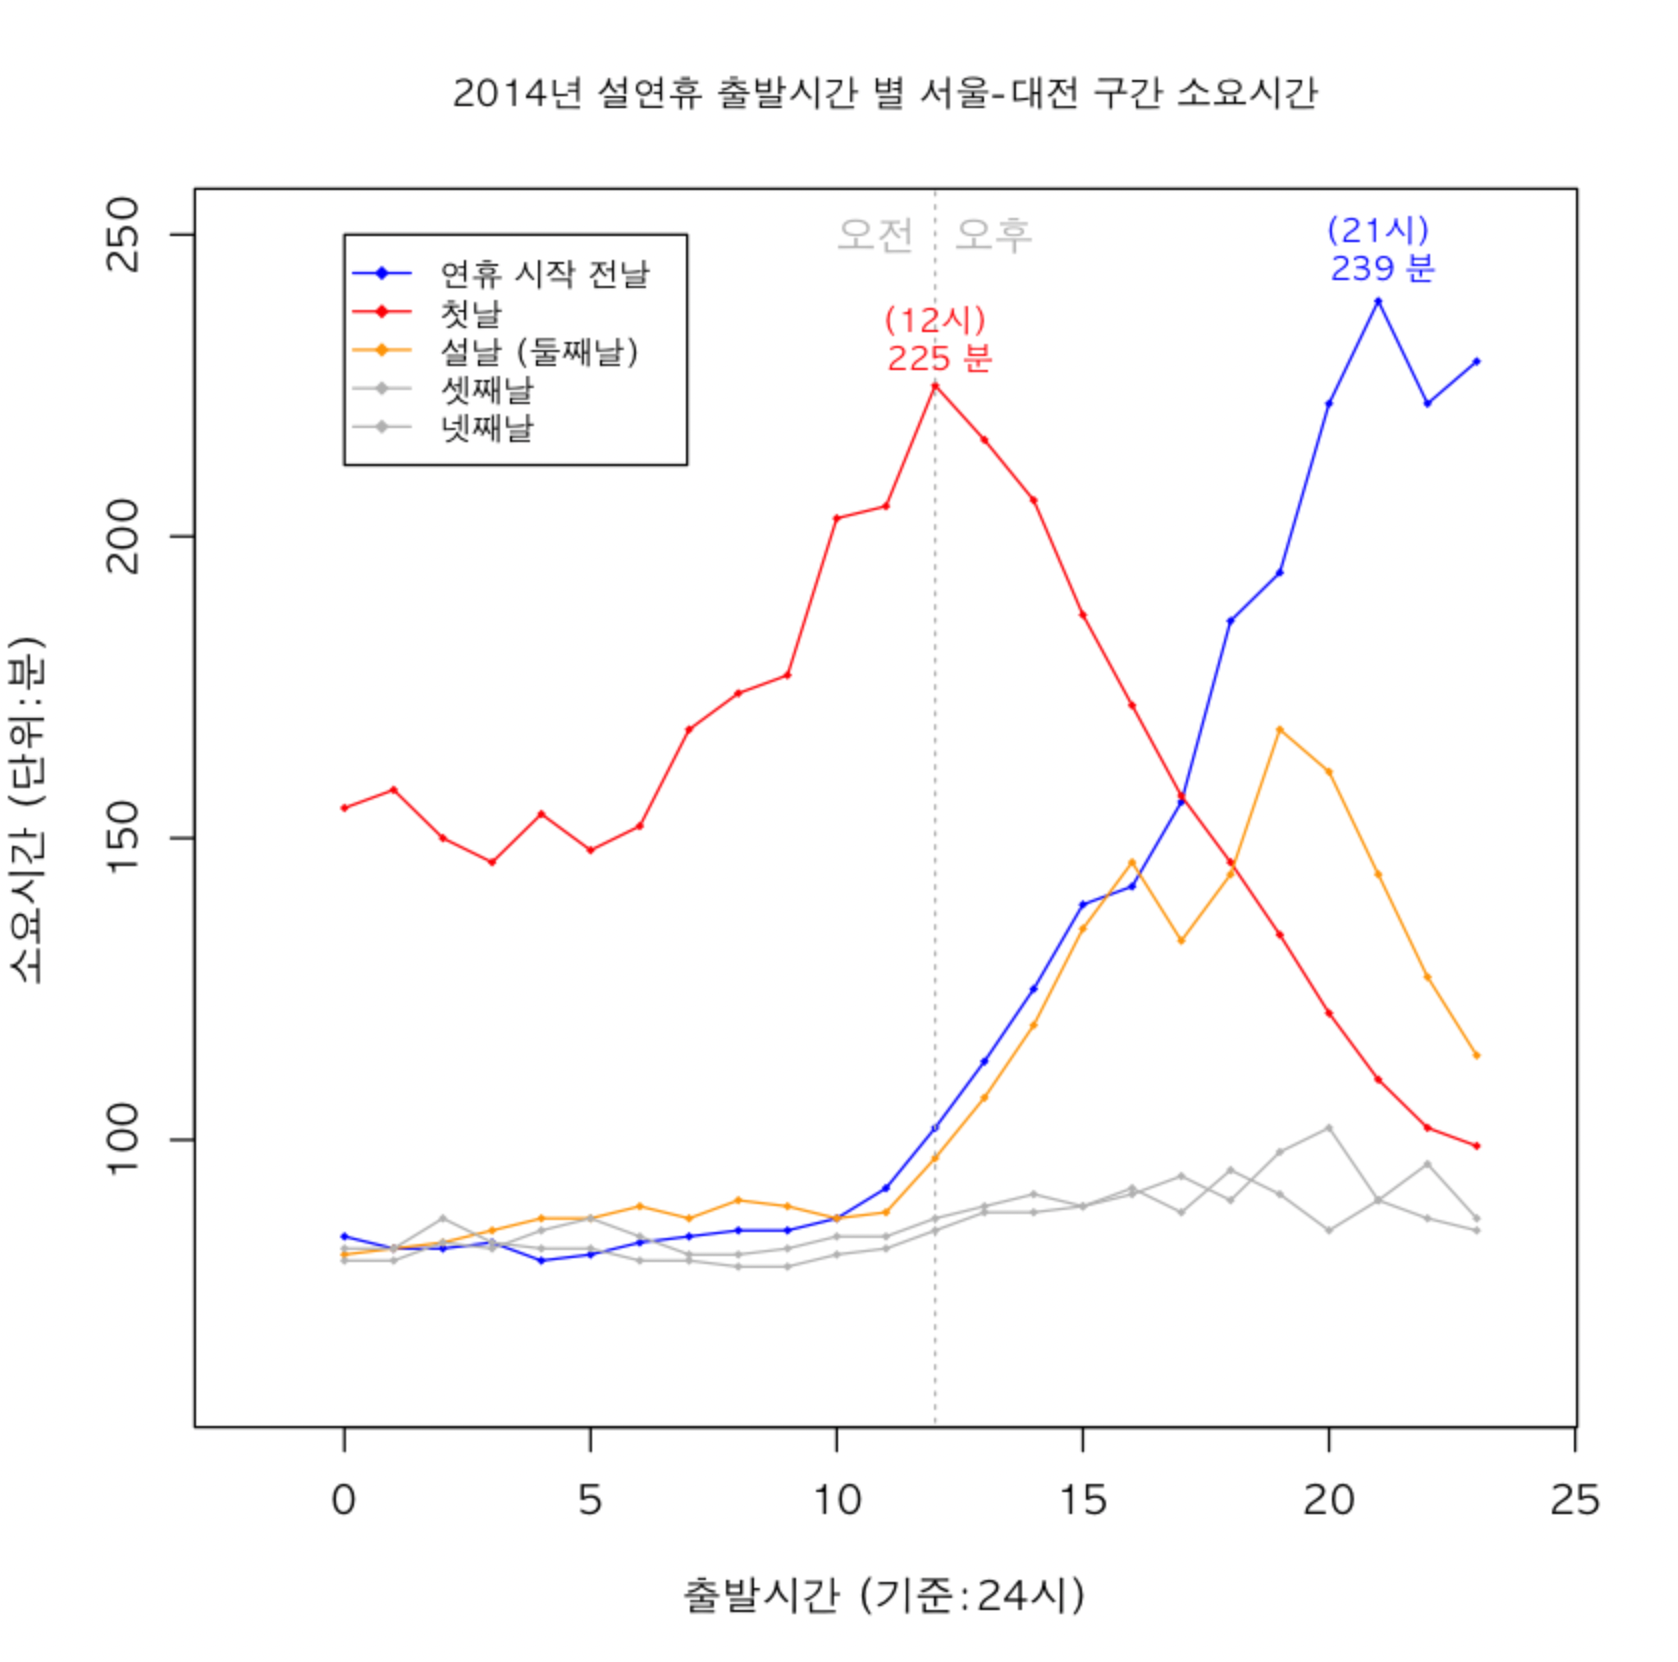 2014년 설연휴 출발시간 별 서울-대전 구간 소요시간
오전 오후
(21시)
239 분
(12시)
225 분
연휴 시작 전날
첫날
설날 (둘째날)
셋째날
넷째날
250
200
150
100
소요시간 (단위:분)
0 5 10 15 20 25
출발시간 (기준:24시)